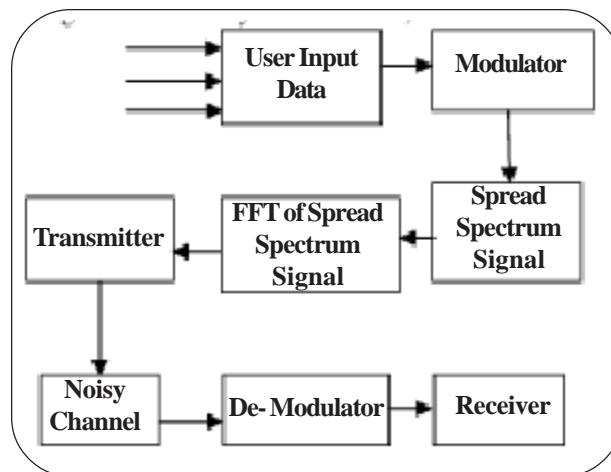 User Input
Data
Modulator
Spread
Spectrum
Signal
FFT of Spread
Spectrum
Signal
Transmitter
Noisy
Channel
De- Modulator
Receiver